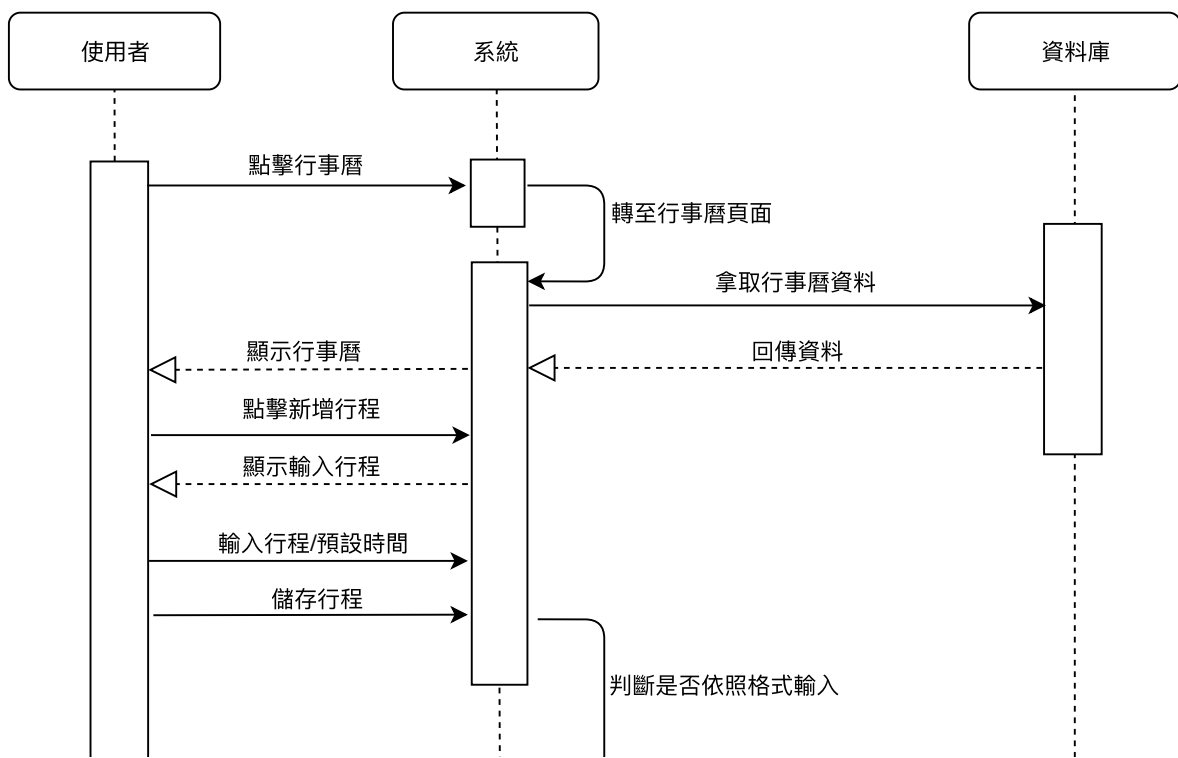 使用者
系統
資料庫
點擊行事曆
轉至行事曆頁面
拿取行事曆資料
顯示行事曆
回傳資料
點擊新增行程
顯示輸入行程
輸入行程/預設時間
儲存行程
判斷是否依照格式輸入